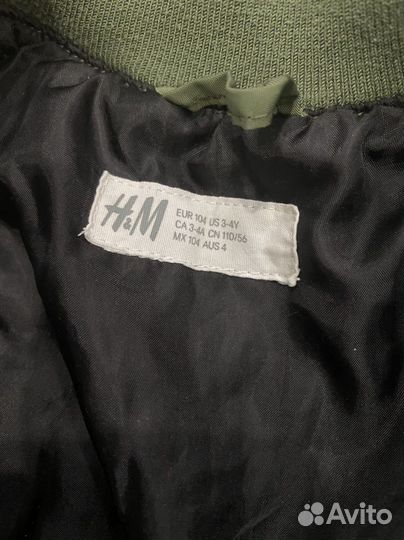 H&M
EUR 104 US 3-4Y
CA 3-4A CN 110/56
MX 104 AUS 4
Avito